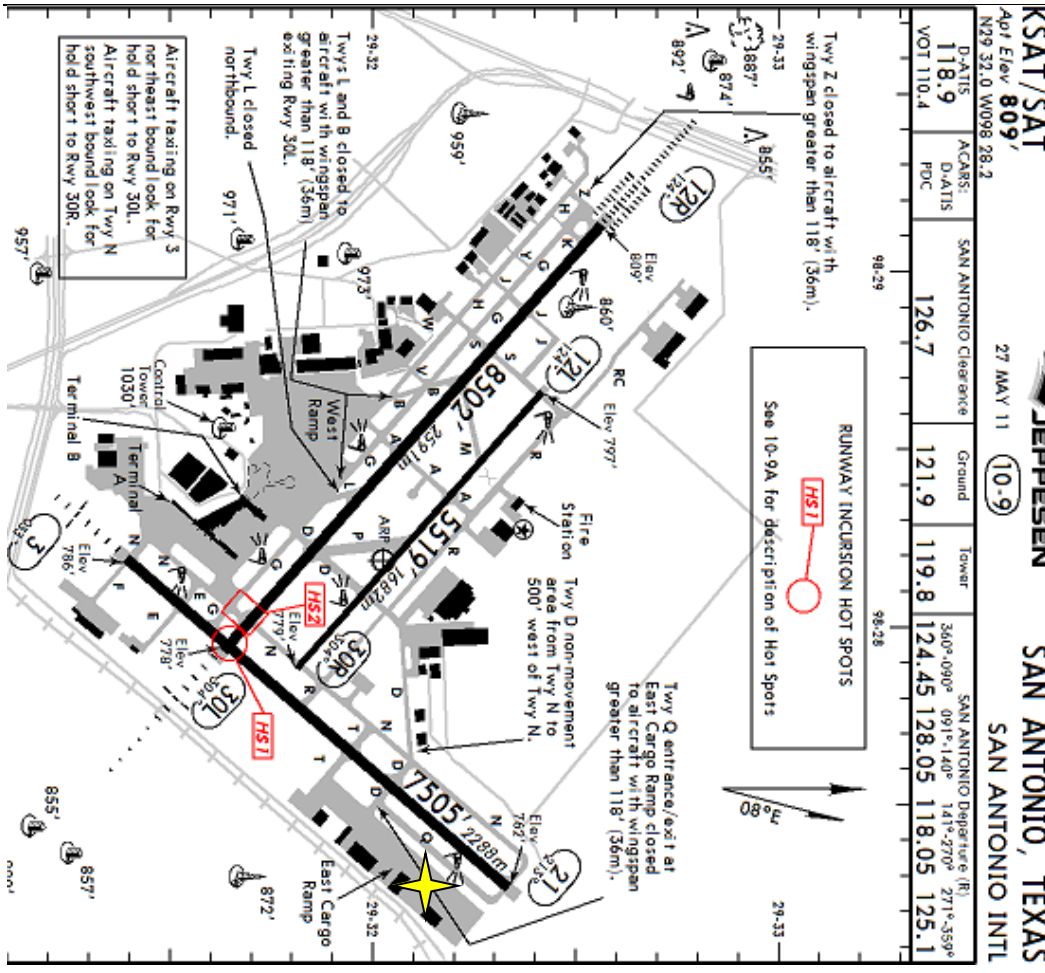 KSAT/SAT
Apt Elev 809'
N29 32.0 W098 28.2
27 MAY 11
10-9
JEPPESEN
SAN ANTONIO, TEXAS
SAN ANTONIO INTL
D-ATIS
118.9
VOT 110.4
ACARS:
D-ATIS
PDC
SAN ANTONIO Clearance
126.7
Ground
121.9
Tower
119.8
SAN ANTONIO Departure (R)
360°-090° 091°-140° 141°-270° 271°-359°
124.45 128.05 118.05 125.1
98-29
98-28
29-33
29-33
RUNWAY INCURSION HOT SPOTS
HS1
See 10-9A for description of Hot Spots
08°E
887'
874'
892'
855'
Twy Z closed to aircraft with
wingspan greater than 118' (36m).
959'
12R
124°
Elev
809'
860'
12L
124°
RC
Elev 797'
Z
H
K
G
Y
J
J
J
H
G
S
S
W
V
B
B
A
G
L
M
A
A
R
R
8502' 2591m
5519' 1682m
Fire
Station
ARP
P
D
D
G
29-32
Twys L and B closed to
aircraft with wingspan
greater than 118' (36m)
exiting Rwy 30L.
Twy L closed
northbound.
973'
971'
957'
West
Ramp
Control
Tower
1030'
Terminal B
Terminal
A
Aircraft taxiing on Rwy 3
northeast bound look for
hold short to Rwy 30L.
Aircraft taxiing on Twy N
southwest bound look for
hold short to Rwy 30R.
Twy D non-movement
area from Twy N to
500' west of Twy N.
3
033°
Elev
786'
N
N
F
E
E
G
HS2
Elev
779'
N
30R
304°
Elev
778'
30L
304°
HS1
R
T
T
T
D
N
D
D
Q
N
7505' 2288m
Elev
762'
21
Twy Q entrance/exit at
East Cargo Ramp closed
to aircraft with wingspan
greater than 118' (36m).
East Cargo
Ramp
29-32
855'
857'
872'